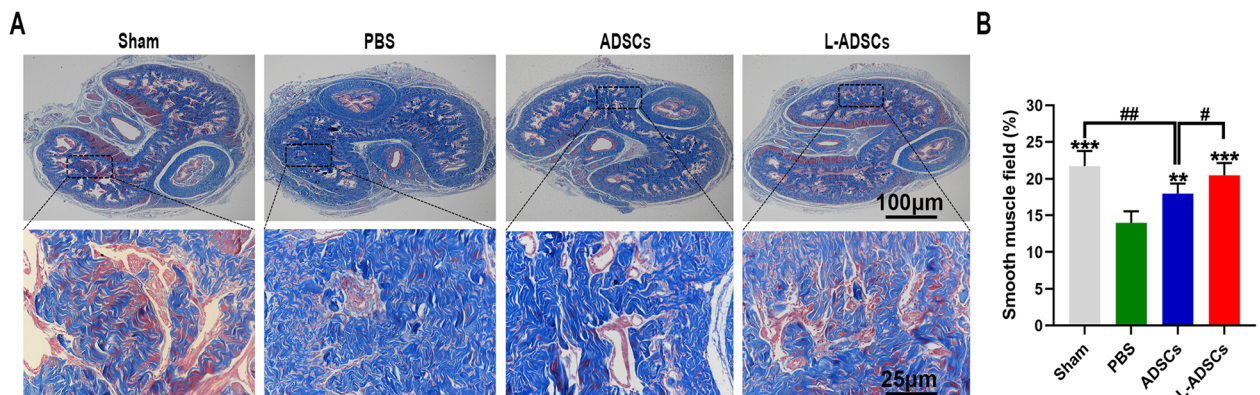 A
Sham
PBS
ADSCs
L-ADSCs
100μm
25μm
B
Smooth muscle field (%)
30
25
20
15
10
5
0
##
#
***
**
***
Sham
PBS
ADSCs
L-ADSCs